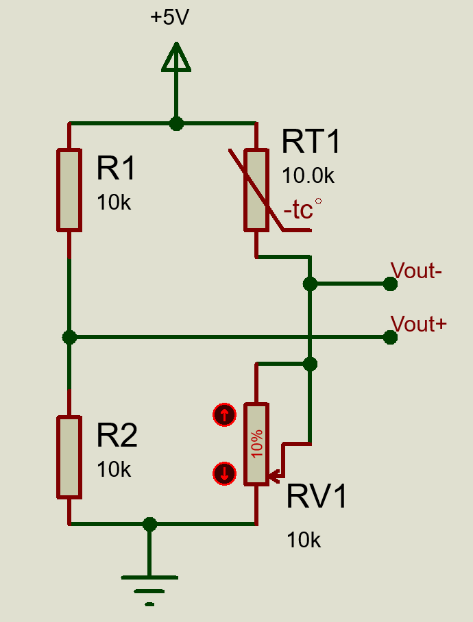 +5V
R1
10k
RT1
10.0k
-tc°
Vout-
Vout+
R2
10k
10%
RV1
10k